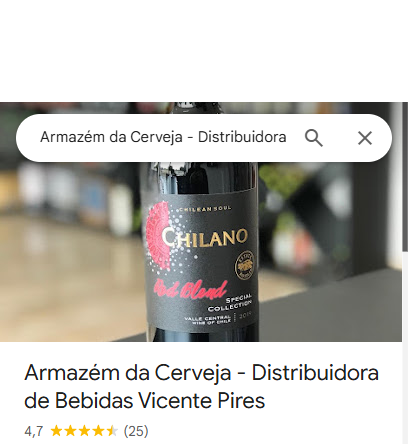 Armazém da Cerveja - Distribuidora
CHILEAN SOUL
CHILANO
Red Blend
SPECIAL
COLLECTION
VALLE CENTRAL
WINE OF CHILE
Armazém da Cerveja - Distribuidora
de Bebidas Vicente Pires
4,7 (25)